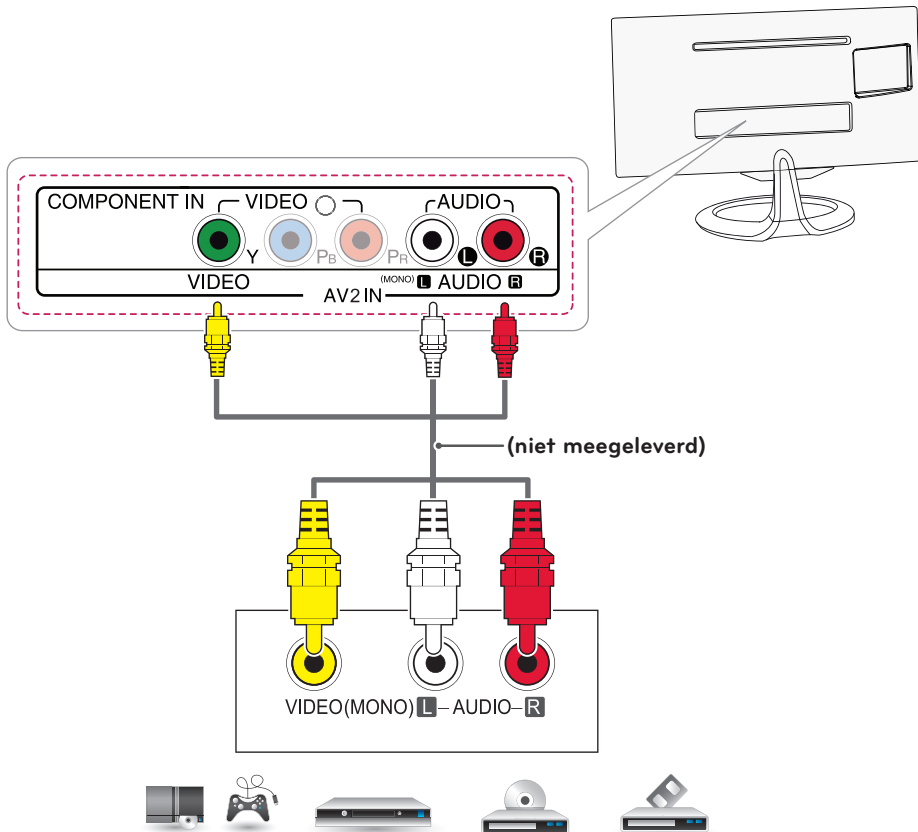 COMPONENT IN VIDEO AUDIO
Y PB PR L R
VIDEO (MONO) L AUDIO R
AV2 IN
(niet meegeleverd)
VIDEO (MONO) L AUDIO R